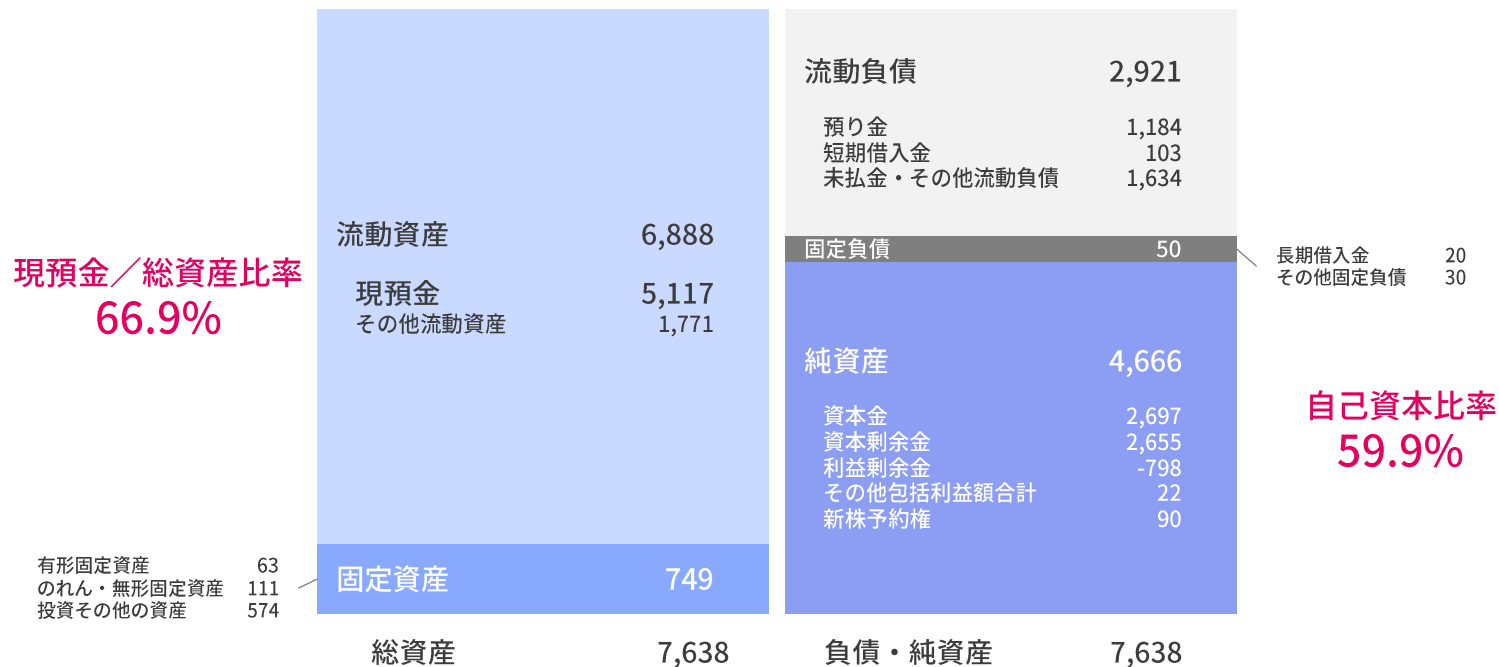 現預金／総資産比率
66.9%
流動資産 6,888
現預金 5,117
その他流動資産 1,771
固定資産 749
有形固定資産 63
のれん・無形固定資産 111
投資その他の資産 574
総資産 7,638
流動負債 2,921
預り金 1,184
短期借入金 103
未払金・その他流動負債 1,634
固定負債 50
長期借入金 20
その他固定負債 30
純資産 4,666
資本金 2,697
資本剰余金 2,655
利益剰余金 -798
その他包括利益額合計 22
新株予約権 90
自己資本比率
59.9%
負債・純資産 7,638